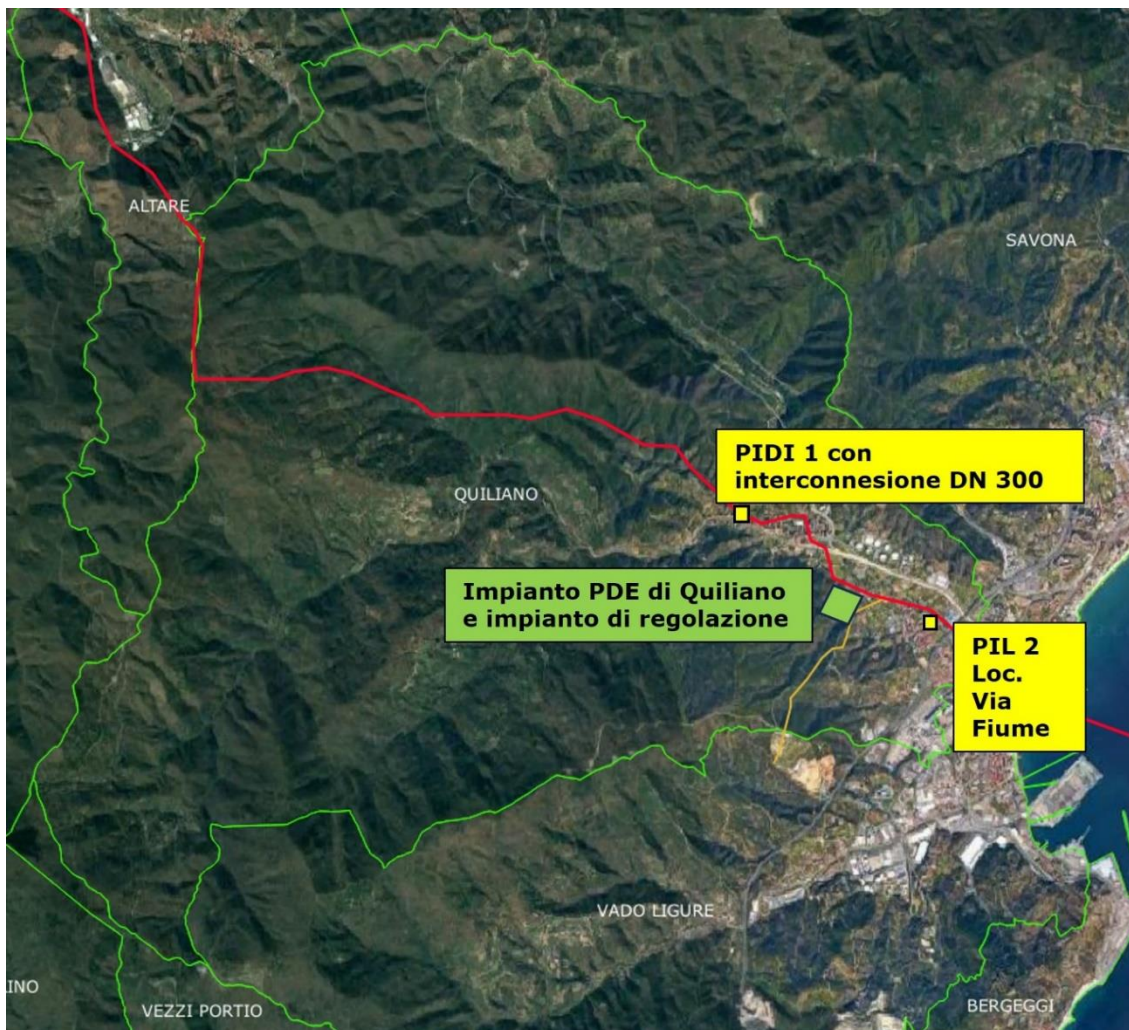 ALTARE
SAVONA
PIDI 1 con
interconnesione DN 300
QUILIANO
Impianto PDE di Quiliano
e impianto di regolazione
PIL 2
Loc.
Via
Fiume
VADO LIGURE
LINO
VEZZI PORTIO
BERGEGGI